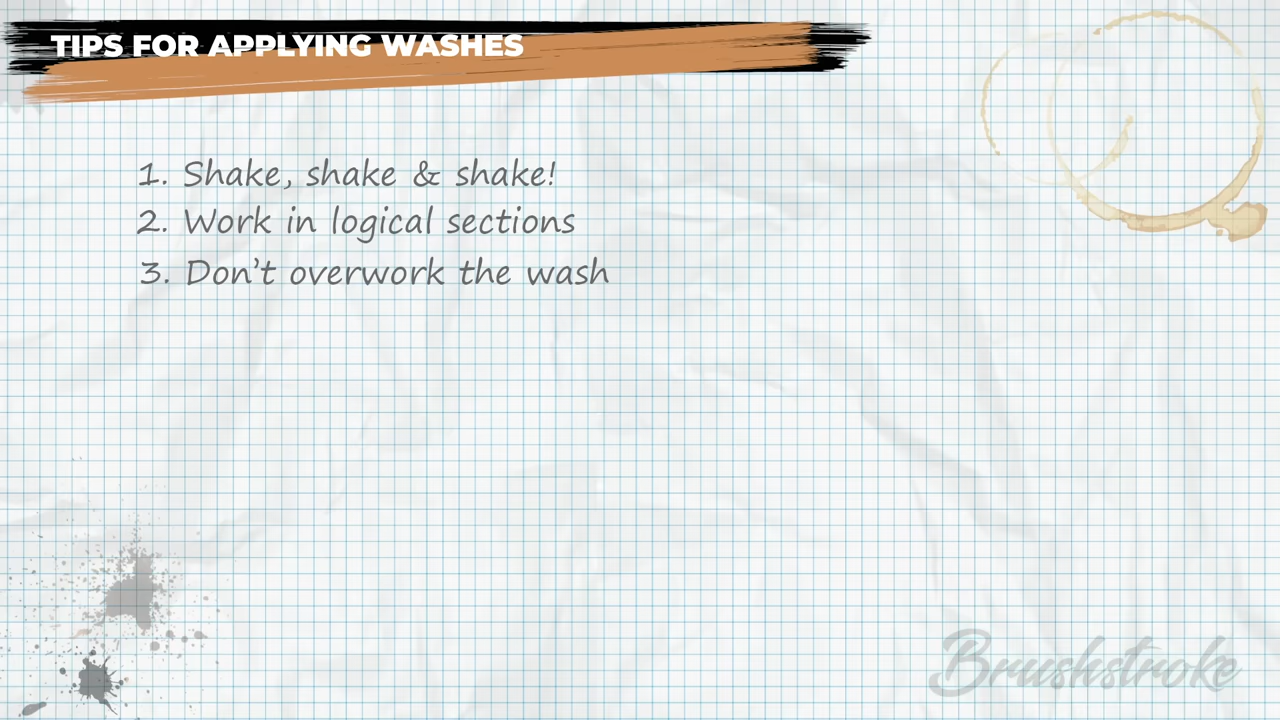 TIPS FOR APPLYING WASHES
1. Shake, shake & shake!
2. Work in logical sections
3. Don't overwork the wash
Brushstroke